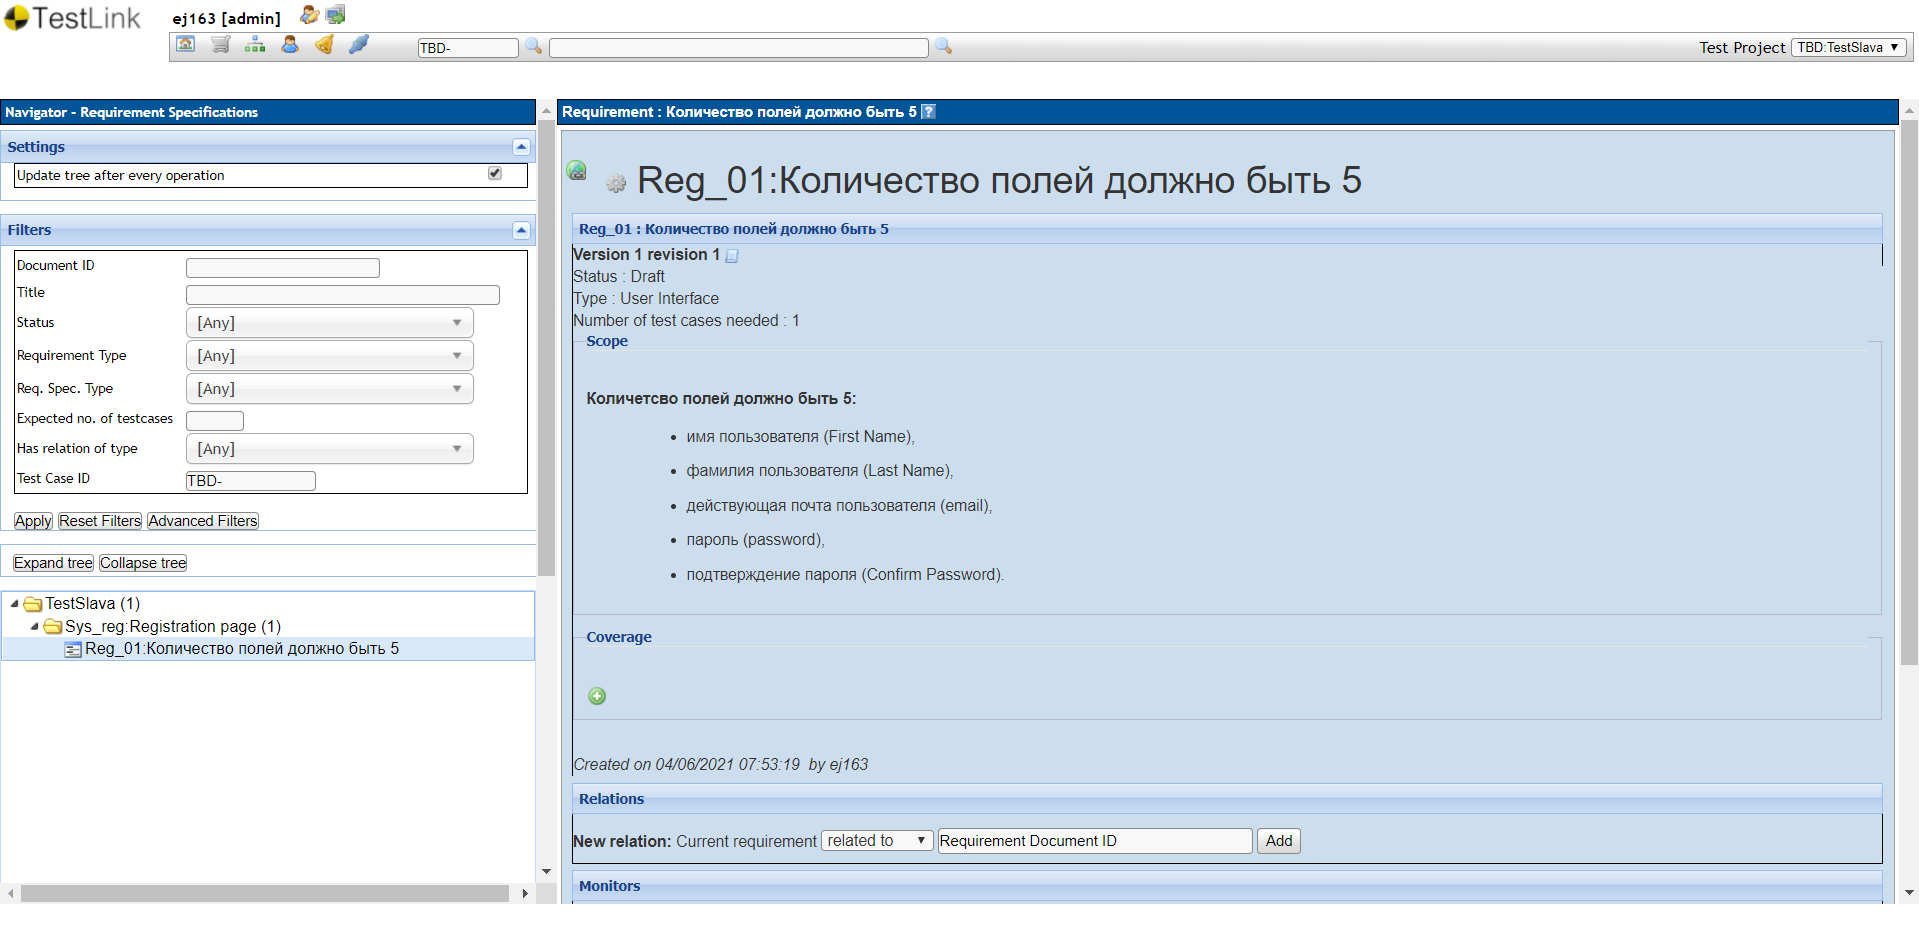 TestLink
ej163 [admin]
TBD-
Test Project TBD:TestSlava
Navigator - Requirement Specifications
Settings
Update tree after every operation
Filters
Document ID
Title
Status [Any]
Requirement Type [Any]
Req. Spec. Type [Any]
Expected no. of testcases
Has relation of type [Any]
Test Case ID TBD-
Apply Reset Filters Advanced Filters
Expand tree Collapse tree
TestSlava (1)
Sys_reg:Registration page (1)
Reg_01:Количество полей должно быть 5
Requirement : Количество полей должно быть 5 ?
Reg_01:Количество полей должно быть 5
Reg_01 : Количество полей должно быть 5
Version 1 revision 1
Status : Draft
Type : User Interface
Number of test cases needed : 1
Scope
Количетсво полей должно быть 5:
• имя пользователя (First Name),
• фамилия пользователя (Last Name),
• действующая почта пользователя (email),
• пароль (password),
• подтверждение пароля (Confirm Password).
Coverage
Created on 04/06/2021 07:53:19 by ej163
Relations
New relation: Current requirement related to Requirement Document ID Add
Monitors